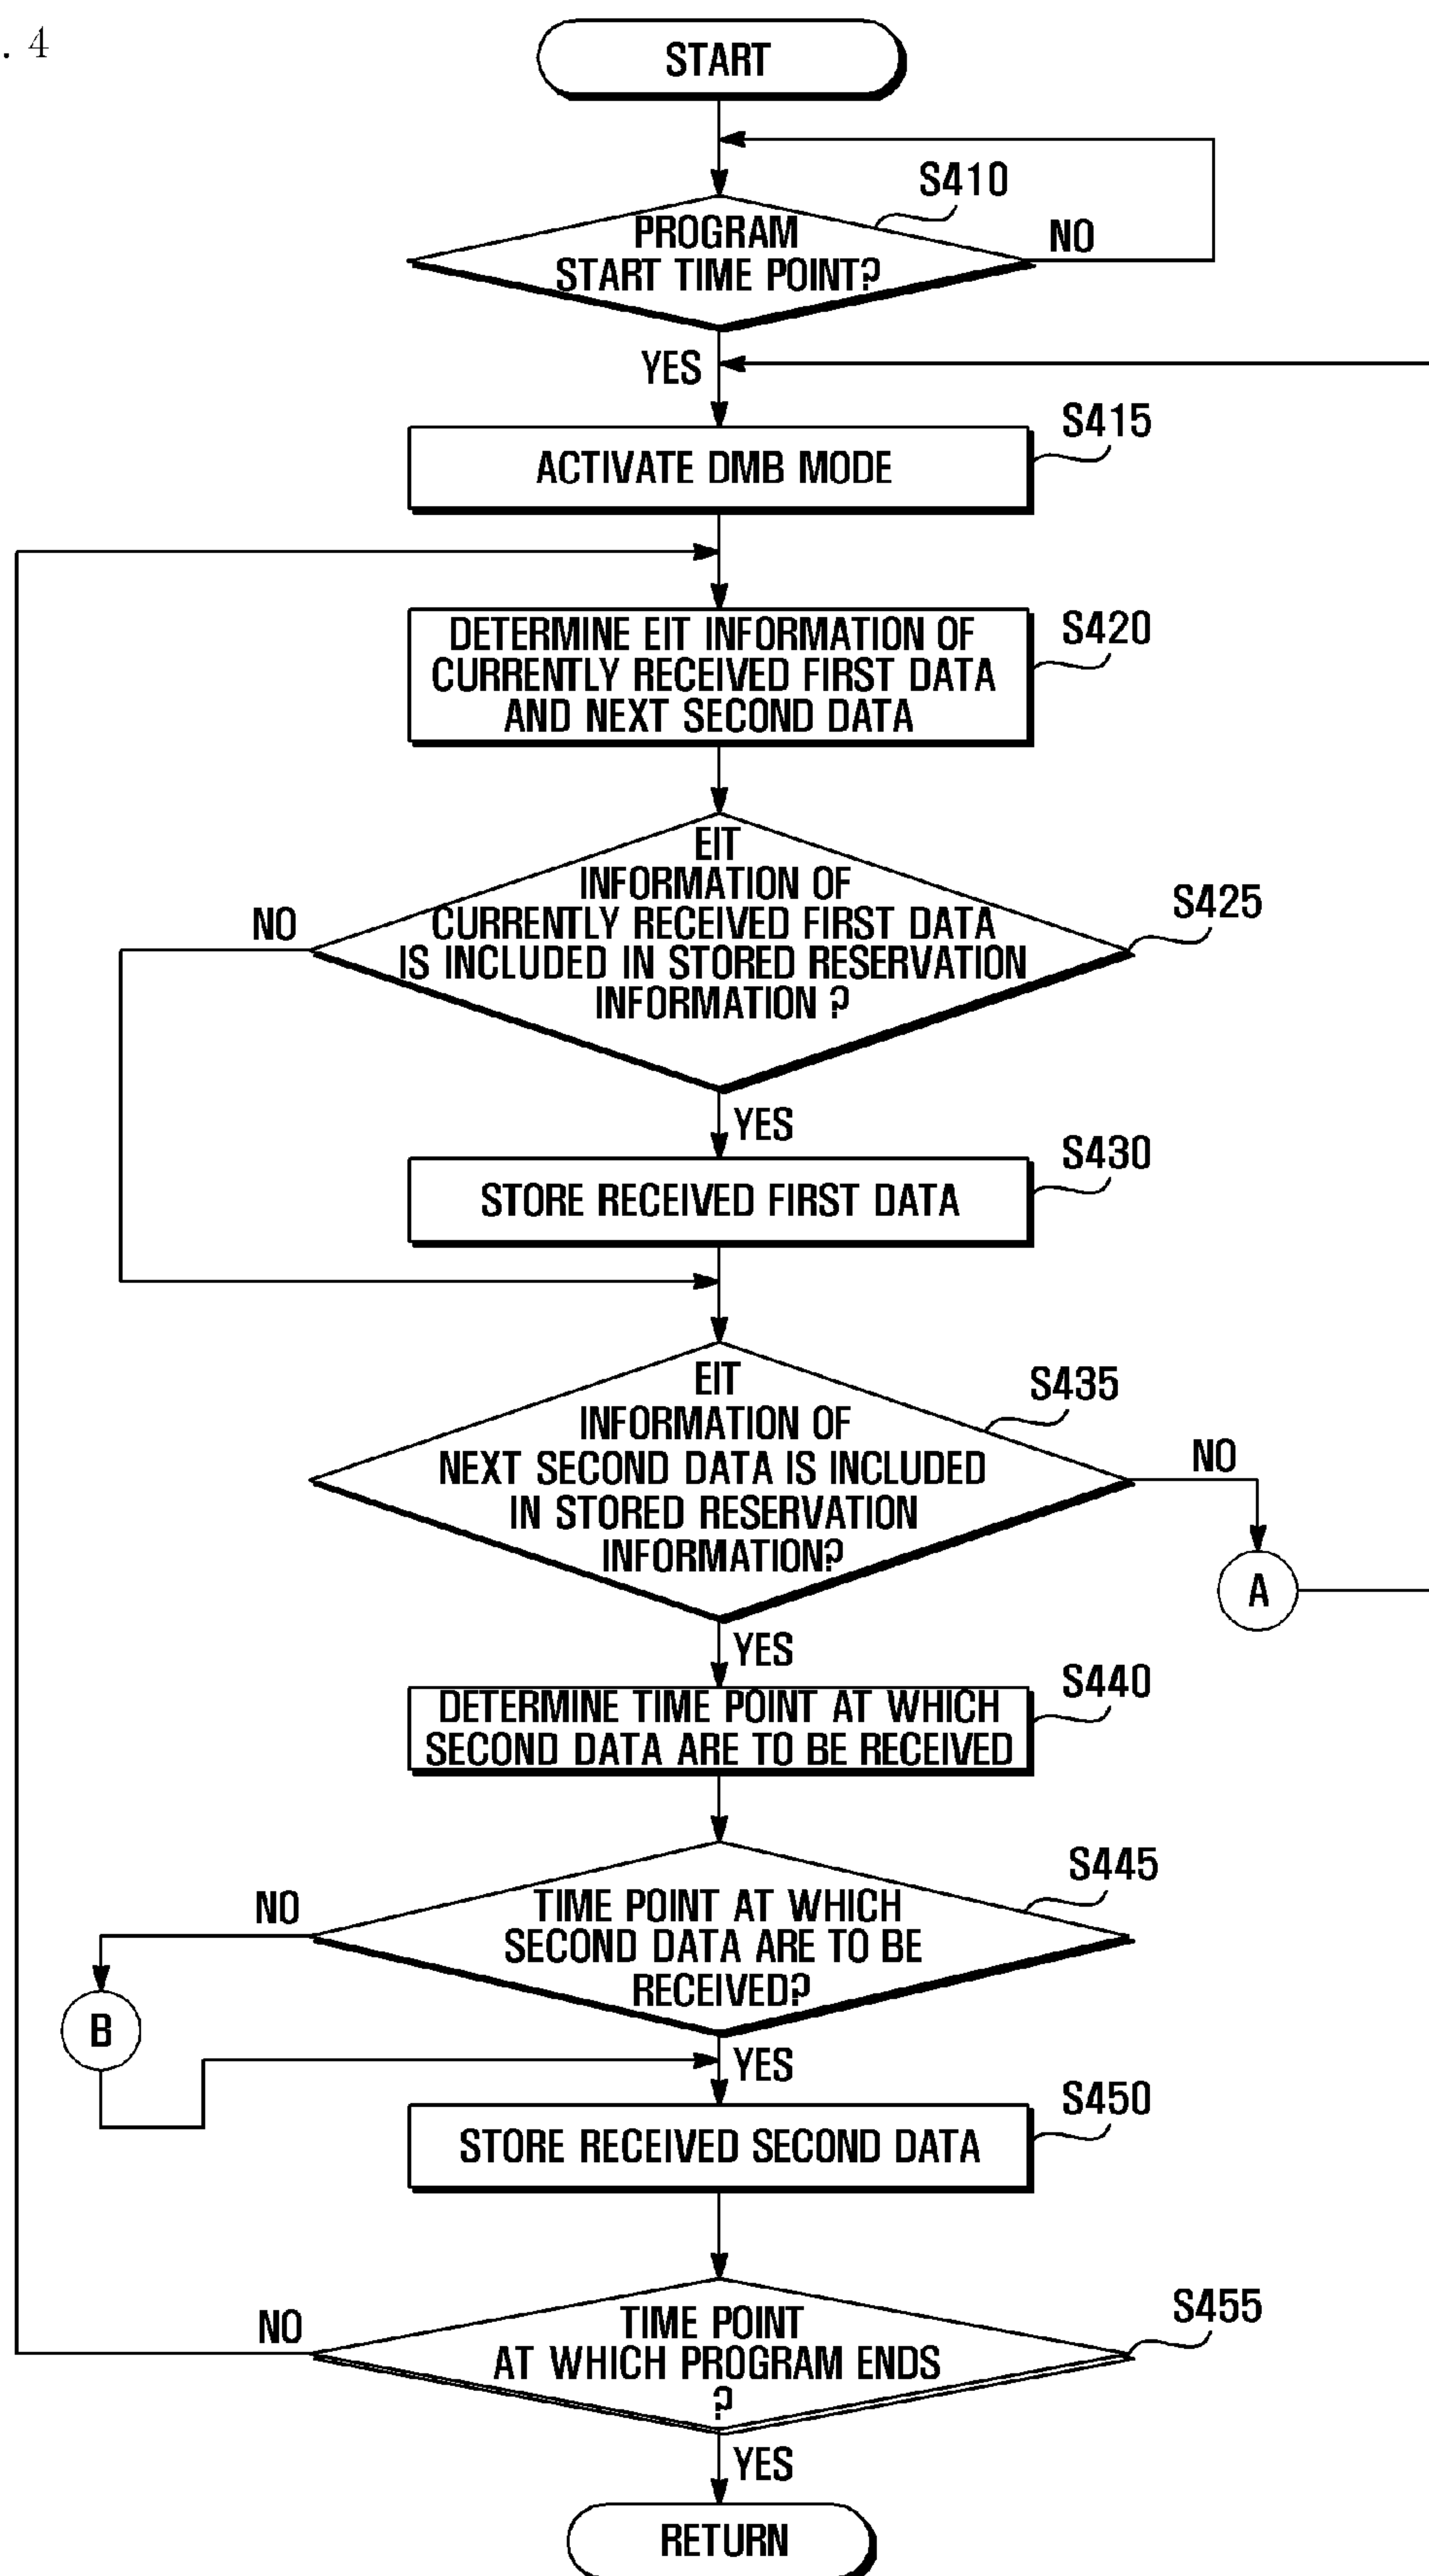 . 4
START
S410
PROGRAM
START TIME POINT?
NO
YES
S415
ACTIVATE DMB MODE
S420
DETERMINE EIT INFORMATION OF
CURRENTLY RECEIVED FIRST DATA
AND NEXT SECOND DATA
EIT
INFORMATION OF
CURRENTLY RECEIVED FIRST DATA
IS INCLUDED IN STORED RESERVATION
INFORMATION ?
S425
NO
YES
S430
STORE RECEIVED FIRST DATA
S435
EIT
INFORMATION OF
NEXT SECOND DATA IS INCLUDED
IN STORED RESERVATION
INFORMATION?
NO
A
YES
S440
DETERMINE TIME POINT AT WHICH
SECOND DATA ARE TO BE RECEIVED
S445
TIME POINT AT WHICH
SECOND DATA ARE TO BE
RECEIVED?
NO
B
YES
S450
STORE RECEIVED SECOND DATA
S455
TIME POINT
AT WHICH PROGRAM ENDS
?
NO
YES
RETURN